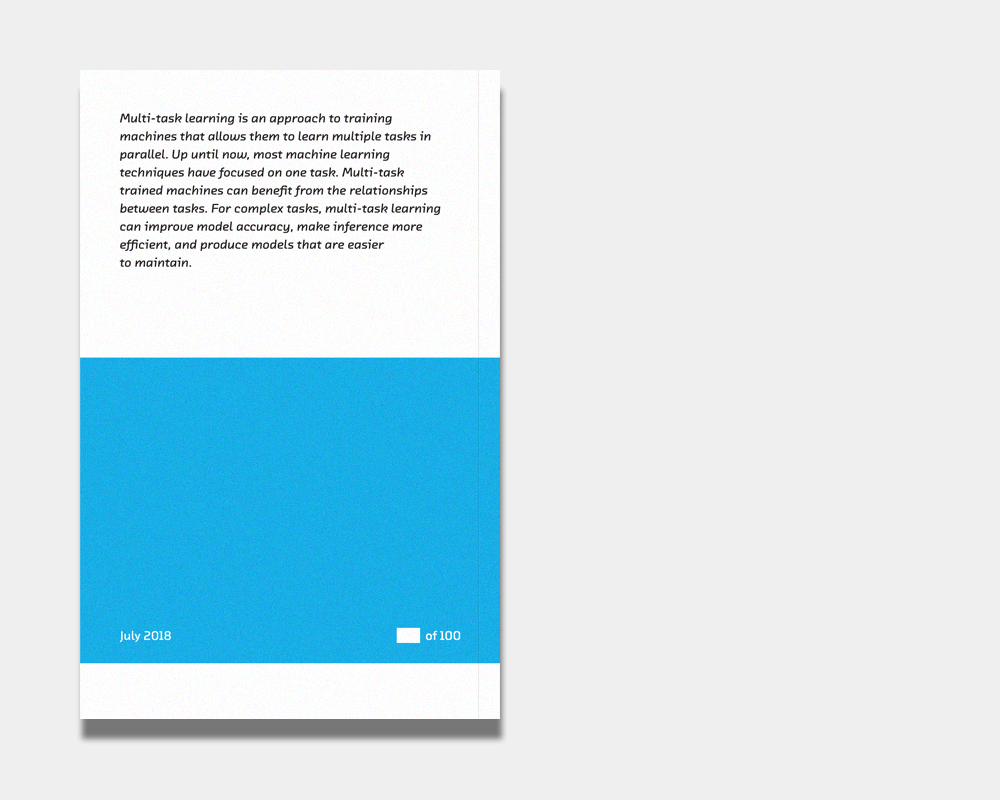 Multi-task learning is an approach to training
machines that allows them to learn multiple tasks in
parallel. Up until now, most machine learning
techniques have focused on one task. Multi-task
trained machines can benefit from the relationships
between tasks. For complex tasks, multi-task learning
can improve model accuracy, make inference more
efficient, and produce models that are easier
to maintain.
July 2018
of 100